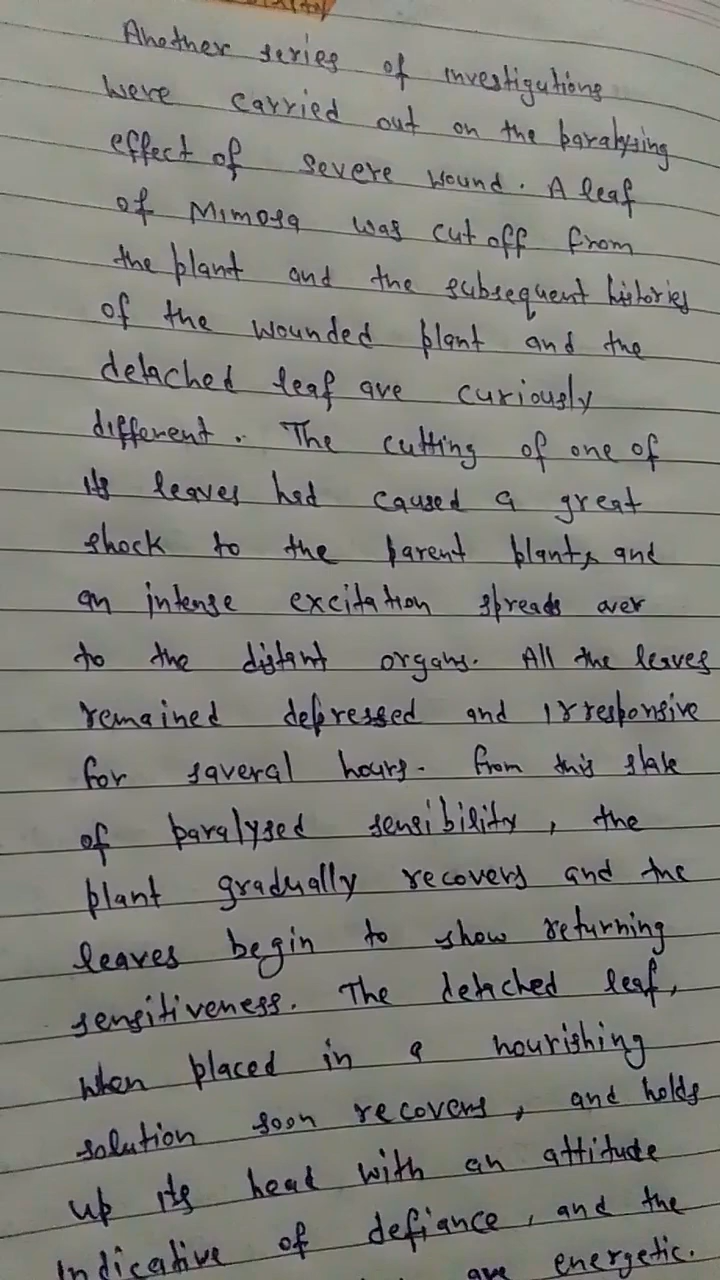 Another series of investigations
were carried out on the paralysing
effect of severe wound. A leaf
of Mimosa was cut off from
the plant and the subsequent histories
of the wounded plant and the
detached leaf are curiously
different. The cutting of one of
its leaves had caused a great
shock to the parent plant, and
an intense excitation spreads over
to the distant organs. All the leaves
remained depressed and irresponsive
for saveral hours. From this state
of paralysed sensibility, the
plant gradually recovers and the
leaves begin to show returning
sensitiveness. The detached leaf,
when placed in a nourishing
solution soon recovers, and holds
up its head with an attitude
indicative of defiance, and the
are energetic.